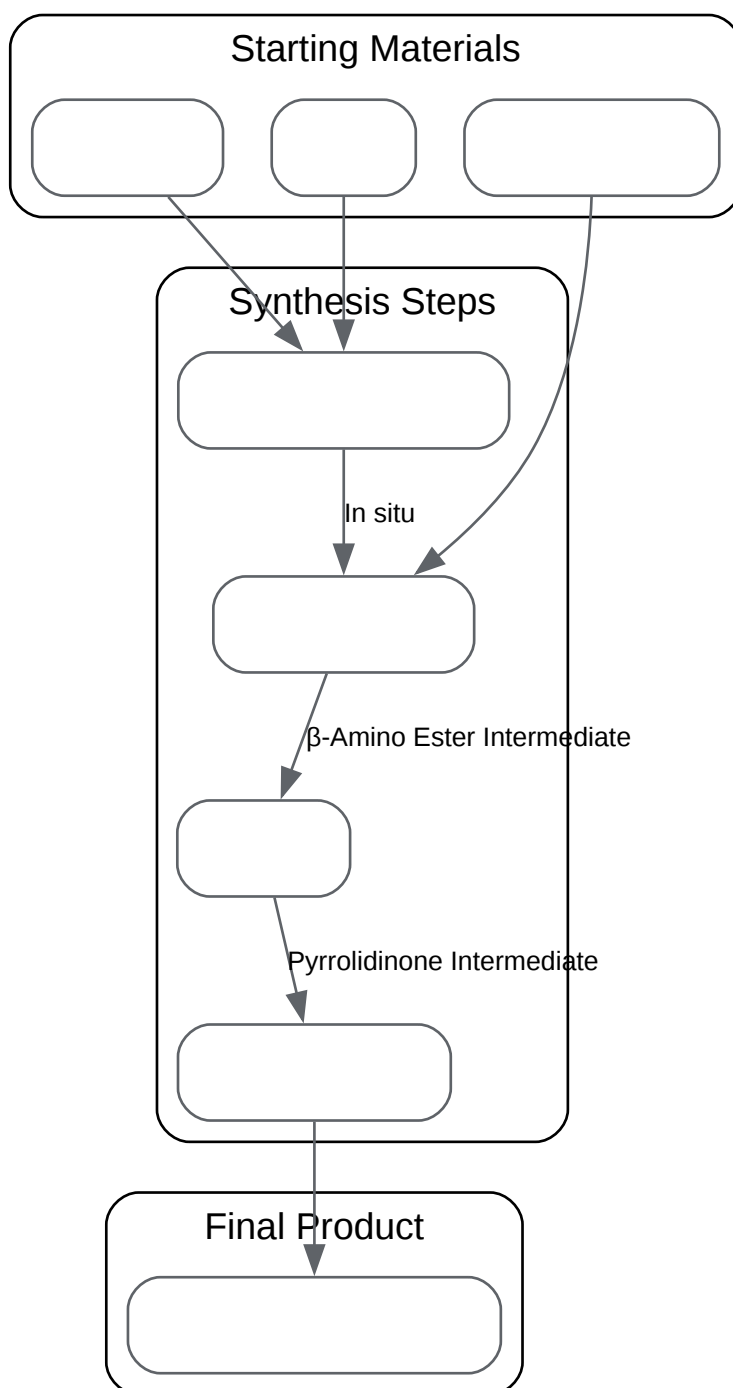 Starting Materials
Synthesis Steps
In situ
β-Amino Ester Intermediate
Pyrrolidinone Intermediate
Final Product